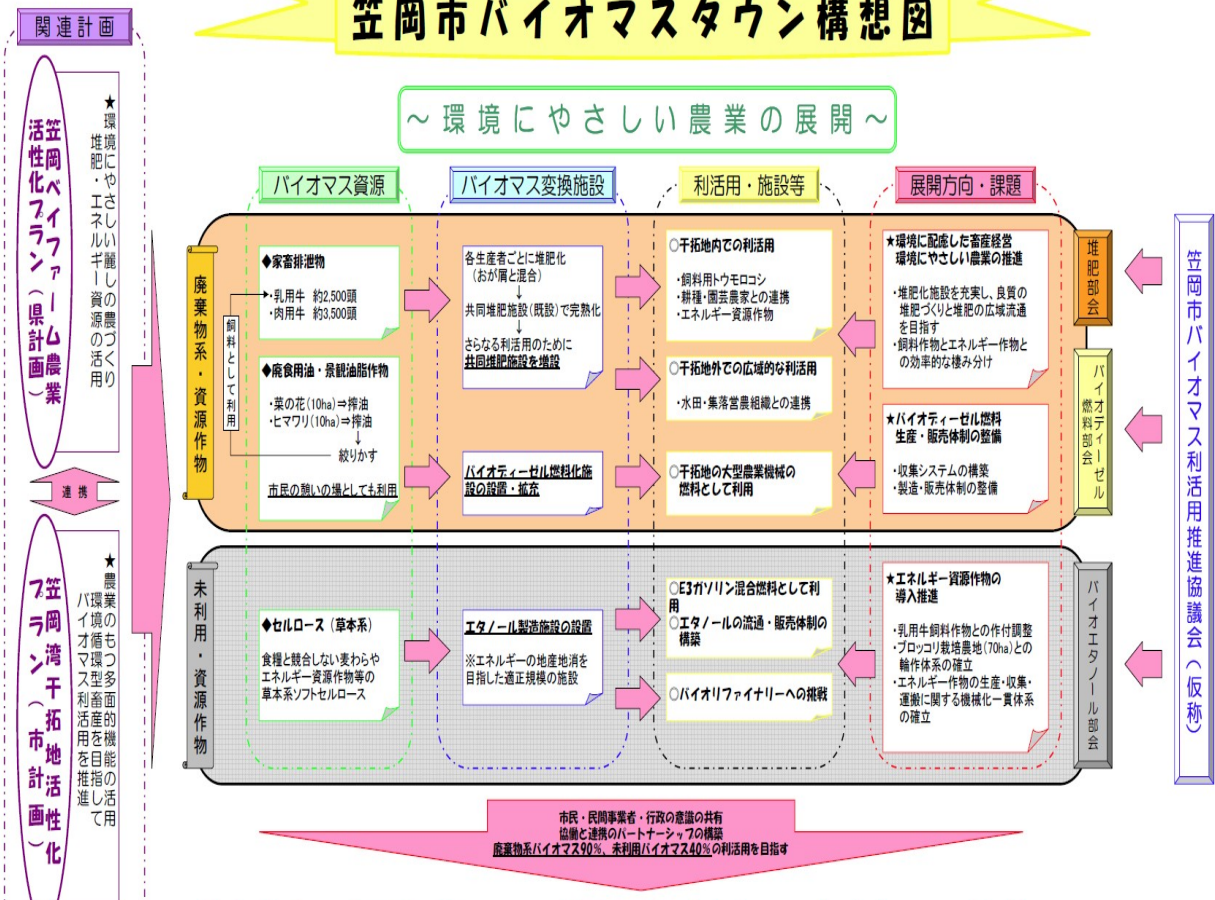 笠岡市バイオマスタウン構想図
～環境にやさしい農業の展開～
関連計画
笠岡ベイファーム農業
活性化プラン（県計画）
★環境にやさしい麗しの農づくり
堆肥・エネルギー資源の活用
連携
笠岡湾干拓地活性化
プラン（市計画）
★農業のもつ多面的機能の活用
環境循環型畜産を目指して
バイオマス利活用を推進
バイオマス資源
バイオマス変換施設
利活用・施設等
展開方向・課題
廃棄物系・資源作物
◆家畜排泄物
・乳用牛 約2,500頭
・肉用牛 約3,500頭
飼料として利用
◆廃食用油・景観油脂作物
・菜の花(10ha)⇒搾油
・ヒマワリ(10ha)⇒搾油
↓
絞りかす
市民の憩いの場としても利用
各生産者ごとに堆肥化
（おが屑と混合）
↓
共同堆肥施設(既設)で完熟化
↓
さらなる利活用のために
共同堆肥施設を増設
バイオディーゼル燃料化施
設の設置・拡充
○干拓地内での利活用
・飼料用トウモロコシ
・耕種・園芸農家との連携
・エネルギー資源作物
○干拓地外での広域的な利活用
・水田・集落営農組織との連携
○干拓地の大型農業機械の
燃料として利用
★環境に配慮した畜産経営
環境にやさしい農業の推進
・堆肥化施設を充実し、良質の
堆肥づくりと堆肥の広域流通
を目指す
・飼料作物とエネルギー作物と
の効率的な棲み分け
★バイオディーゼル燃料
生産・販売体制の整備
・収集システムの構築
・製造・販売体制の整備
堆肥部会
バイオディーゼル
燃料部会
未利用・資源作物
◆セルロース（草本系）
食糧と競合しない麦わらや
エネルギー資源作物等の
草本系ソフトセルロース
エタノール製造施設の設置
※エネルギーの地産地消を
目指した適正規模の施設
○E3ガソリン混合燃料として利
用
○エタノールの流通・販売体制の
構築
○バイオリファイナリーへの挑戦
★エネルギー資源作物の
導入推進
・乳用牛飼料作物との作付調整
・ブロッコリ栽培農地(70ha)との
輪作体系の確立
・エネルギー作物の生産・収集・
運搬に関する機械化一貫体系
の確立
バイオエタノール部会
笠岡市バイオマス利活用推進協議会（仮称）
市民・民間事業者・行政の意識の共有
協働と連携のパートナーシップの構築
廃棄物系バイオマス90％、未利用バイオマス40％の利活用を目指す